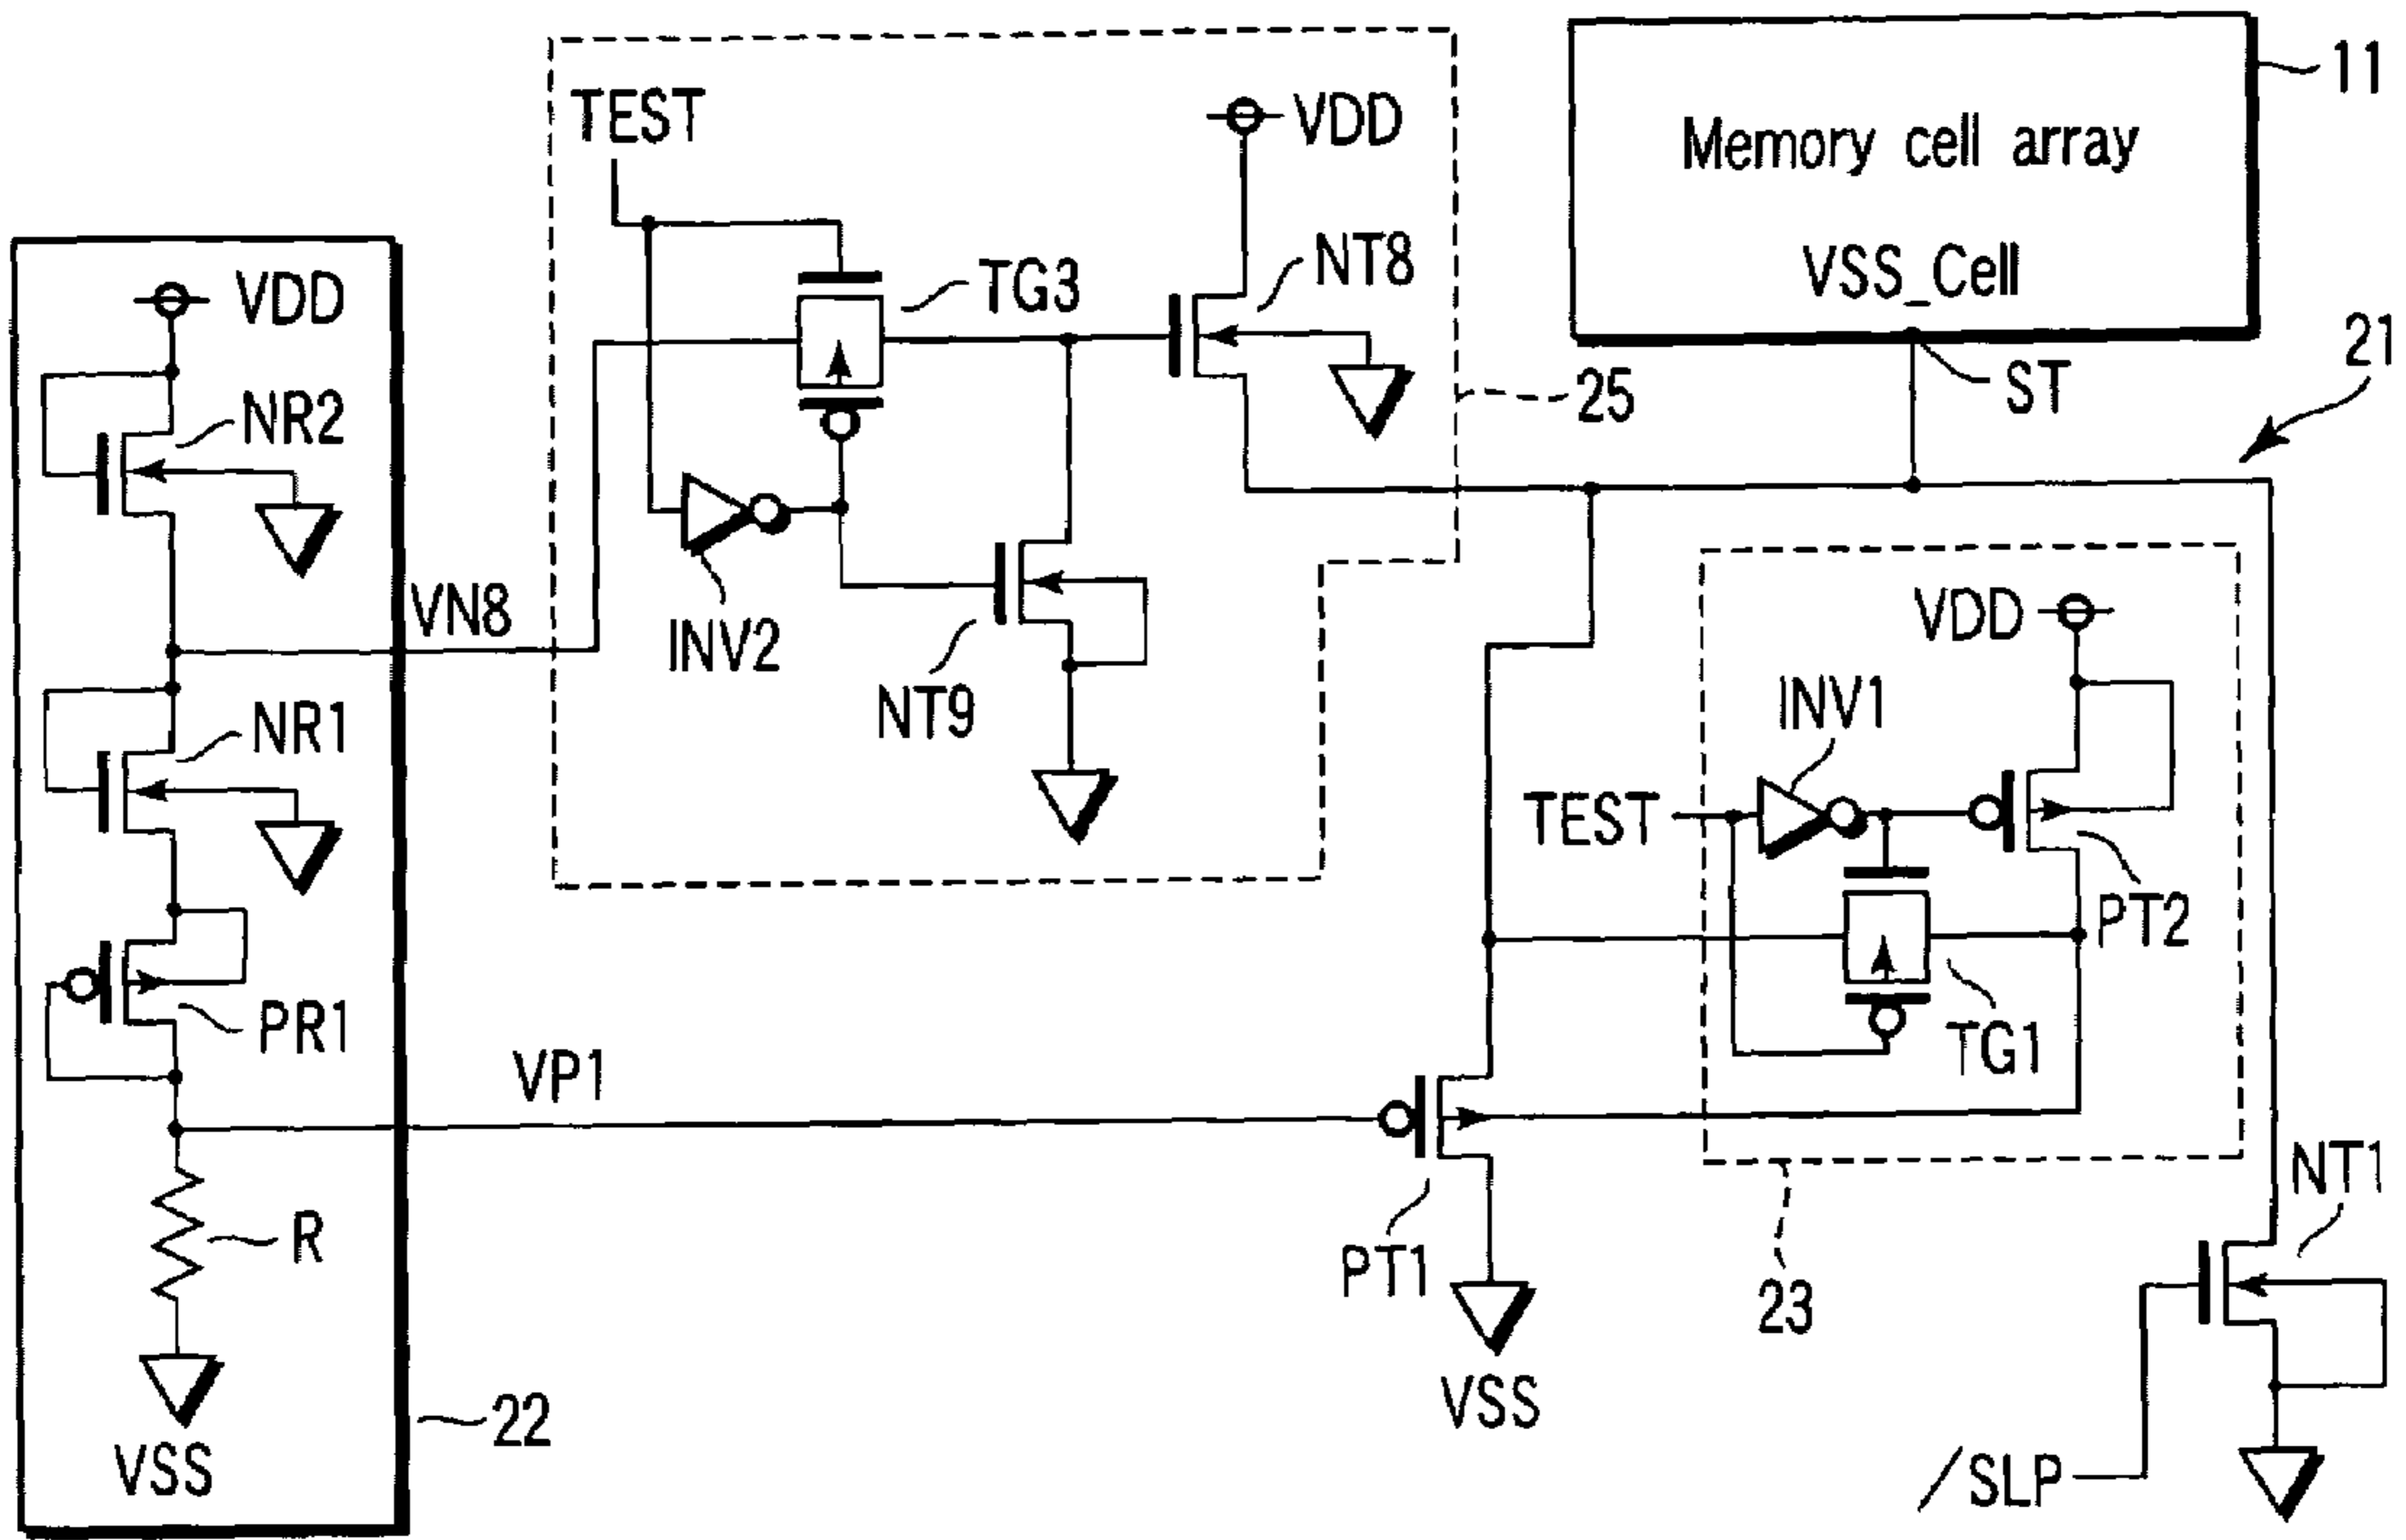 11
Memory cell array
TEST
VDD
NT8
TG3
VSS_Cell
VDD
21
ST
25
NR2
VN8
INV2
VDD
NT9
INV1
NR1
TEST
PT2
PR1
TG1
VP1
NT1
R
PT1
23
VSS
22
VSS
/SLP